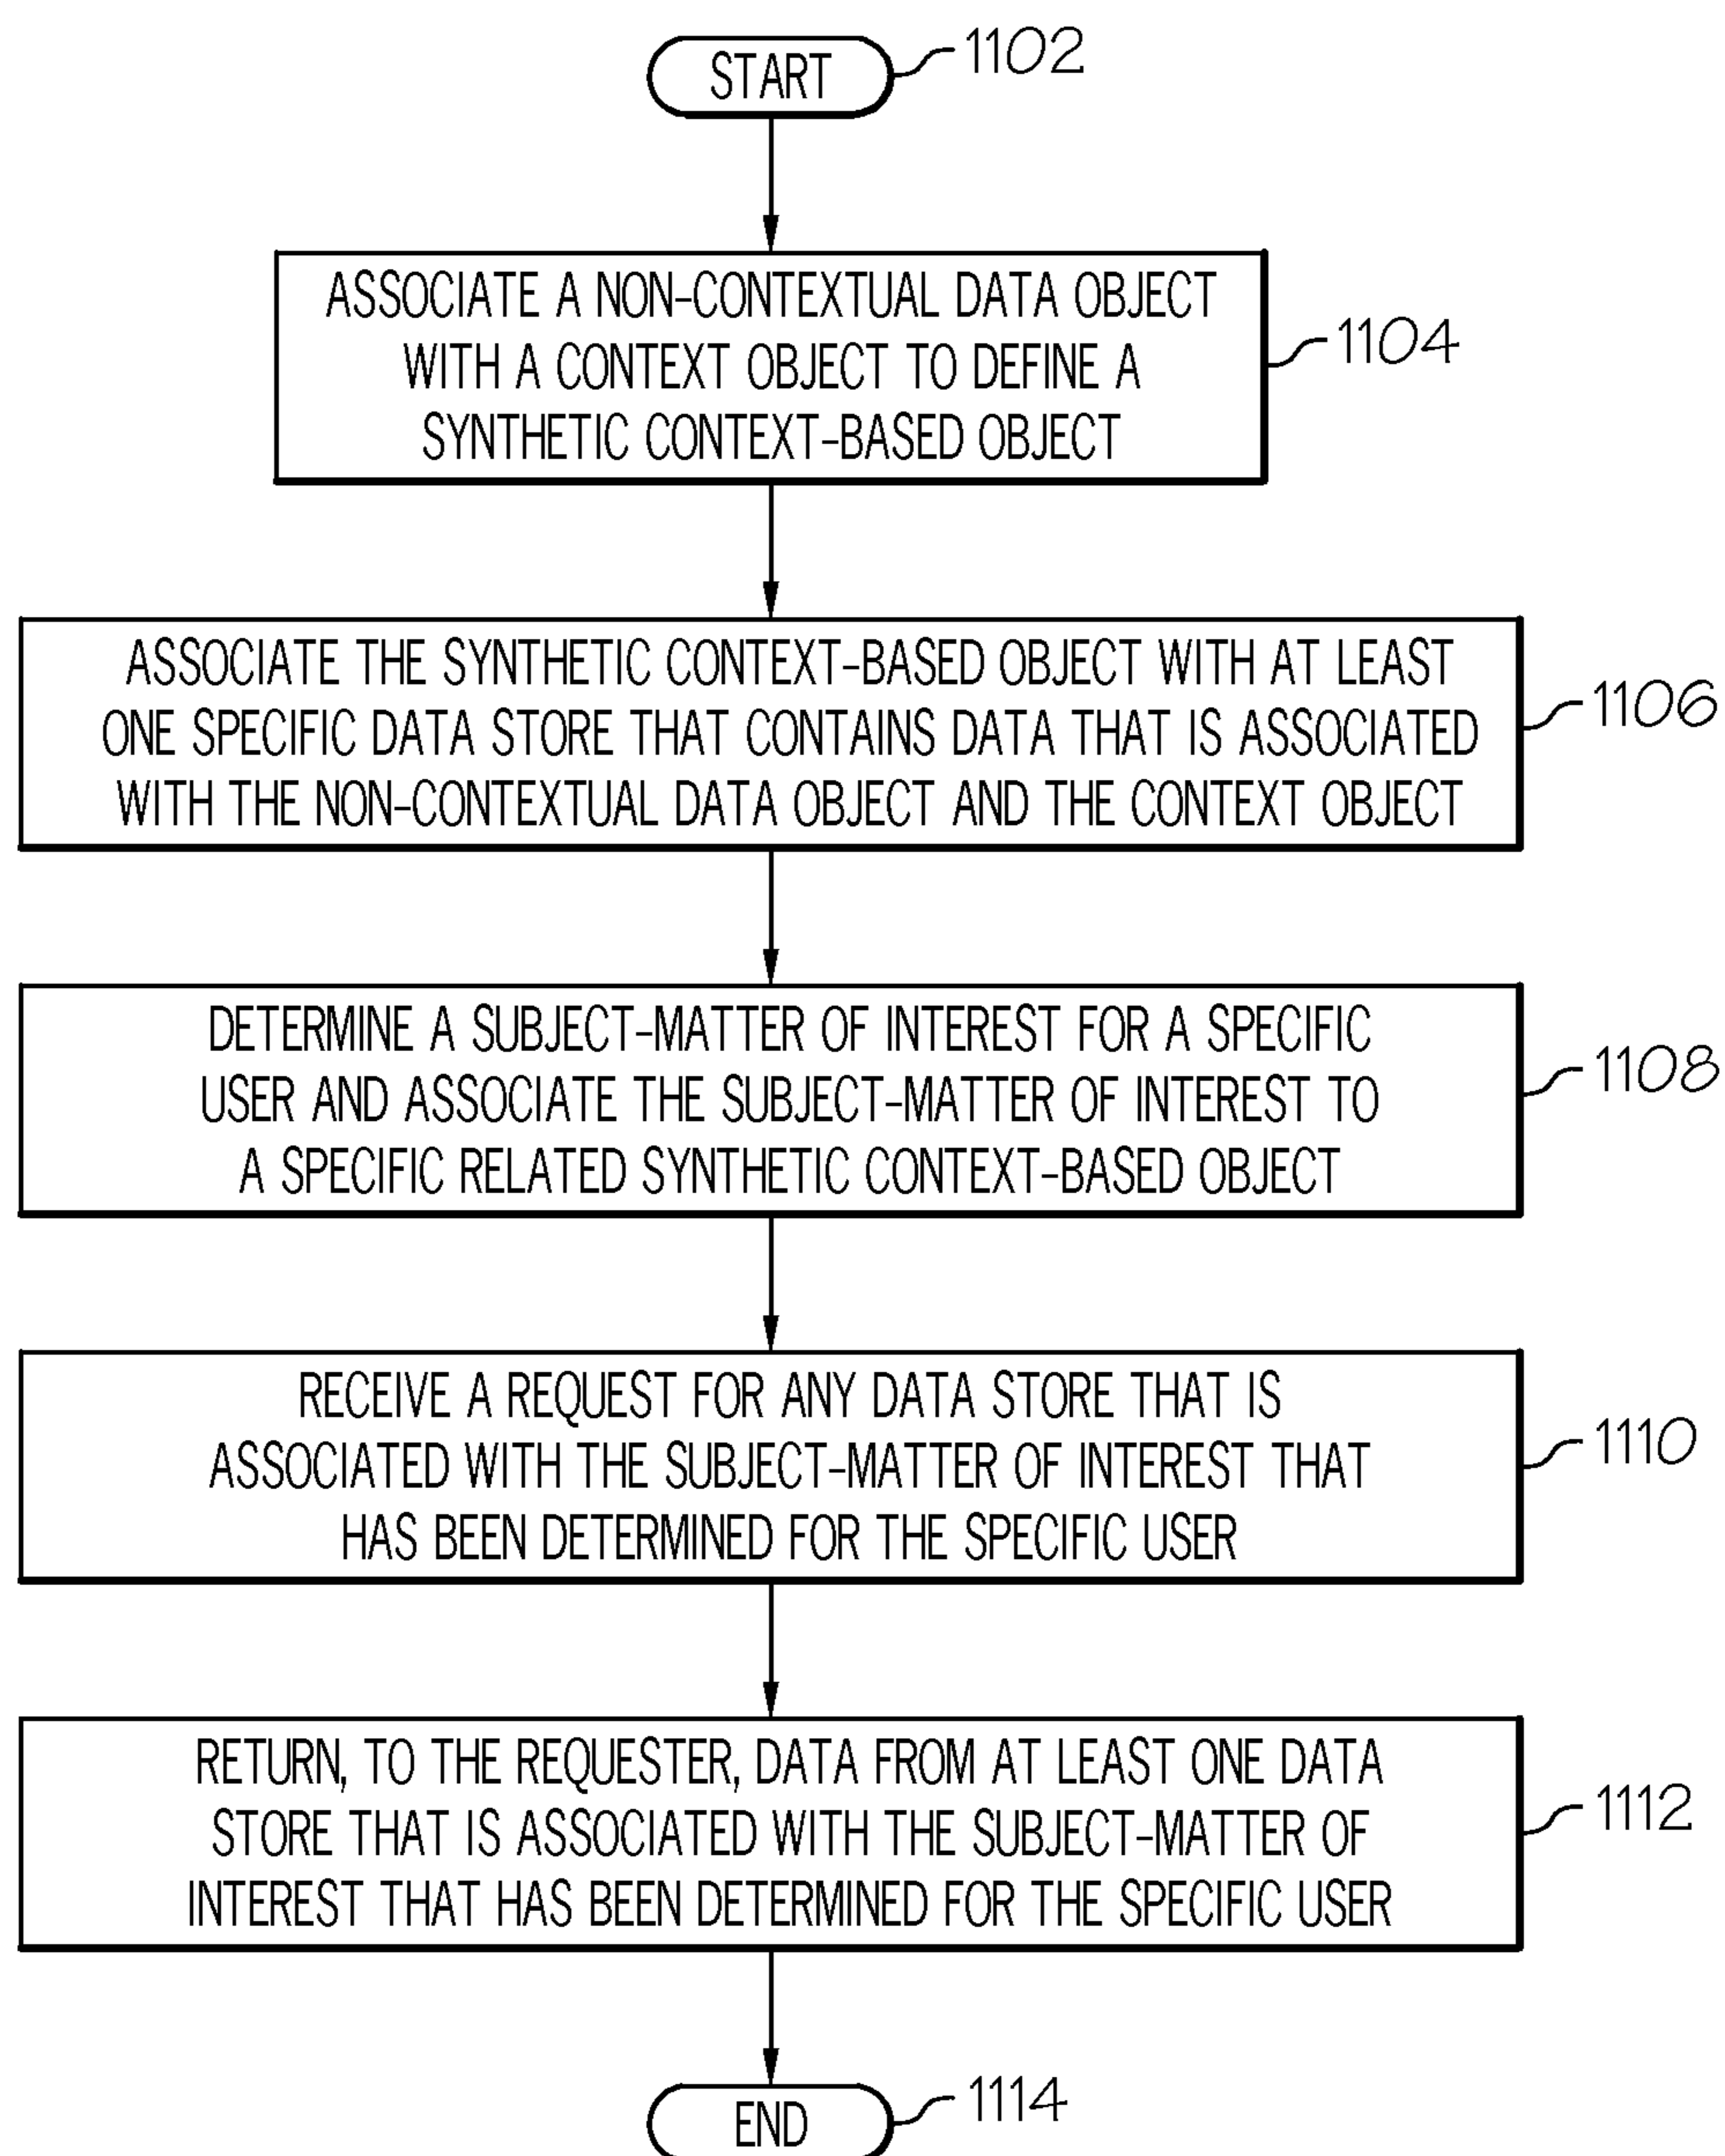 START
1102
ASSOCIATE A NON-CONTEXTUAL DATA OBJECT
WITH A CONTEXT OBJECT TO DEFINE A
SYNTHETIC CONTEXT-BASED OBJECT
1104
ASSOCIATE THE SYNTHETIC CONTEXT-BASED OBJECT WITH AT LEAST
ONE SPECIFIC DATA STORE THAT CONTAINS DATA THAT IS ASSOCIATED
WITH THE NON-CONTEXTUAL DATA OBJECT AND THE CONTEXT OBJECT
1106
DETERMINE A SUBJECT-MATTER OF INTEREST FOR A SPECIFIC
USER AND ASSOCIATE THE SUBJECT-MATTER OF INTEREST TO
A SPECIFIC RELATED SYNTHETIC CONTEXT-BASED OBJECT
1108
RECEIVE A REQUEST FOR ANY DATA STORE THAT IS
ASSOCIATED WITH THE SUBJECT-MATTER OF INTEREST THAT
HAS BEEN DETERMINED FOR THE SPECIFIC USER
1110
RETURN, TO THE REQUESTER, DATA FROM AT LEAST ONE DATA
STORE THAT IS ASSOCIATED WITH THE SUBJECT-MATTER OF
INTEREST THAT HAS BEEN DETERMINED FOR THE SPECIFIC USER
1112
END
1114